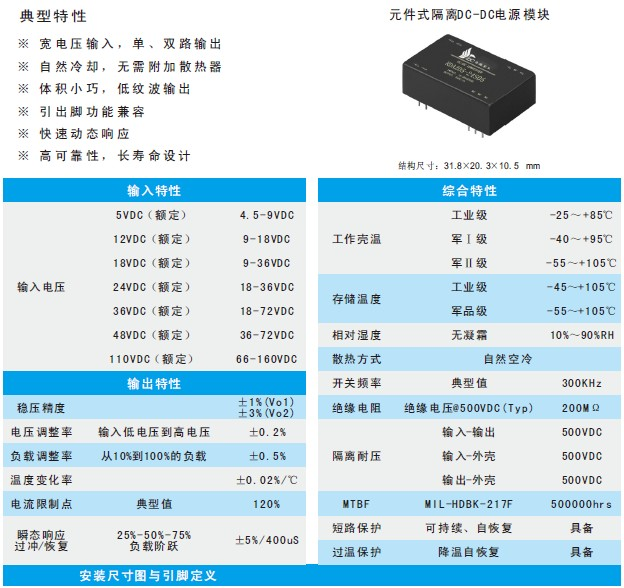 典型特性
※ 宽电压输入，单、双路输出
※ 自然冷却，无需附加散热器
※ 体积小巧，低纹波输出
※ 引出脚功能兼容
※ 快速动态响应
※ 高可靠性，长寿命设计
元件式隔离DC-DC电源模块
结构尺寸：31.8×20.3×10.5 mm
输入特性
输入电压
5VDC（额定） 4.5-9VDC
12VDC（额定） 9-18VDC
18VDC（额定） 9-36VDC
24VDC（额定） 18-36VDC
36VDC（额定） 18-72VDC
48VDC（额定） 36-72VDC
110VDC（额定） 66-160VDC
输出特性
稳压精度 ±1%(Vo1)
±3%(Vo2)
电压调整率 输入低电压到高电压 ±0.2%
负载调整率 从10%到100%的负载 ±0.5%
温度变化率 ±0.02%/℃
电流限制点 典型值 120%
瞬态响应
过冲/恢复
25%-50%-75%
负载阶跃
±5%/400uS
综合特性
工作壳温
工业级 -25～+85℃
军Ⅰ级 -40～+95℃
军Ⅱ级 -55～+105℃
存储温度
工业级 -45～+105℃
军品级 -55～+105℃
相对湿度 无凝霜 10%～90%RH
散热方式 自然空冷
开关频率 典型值 300KHz
绝缘电阻 绝缘电压@500VDC(Typ) 200MΩ
隔离耐压
输入-输出 500VDC
输入-外壳 500VDC
输出-外壳 500VDC
MTBF MIL-HDBK-217F 500000hrs
短路保护 可持续、自恢复 具备
过温保护 降温自恢复 具备
安装尺寸图与引脚定义